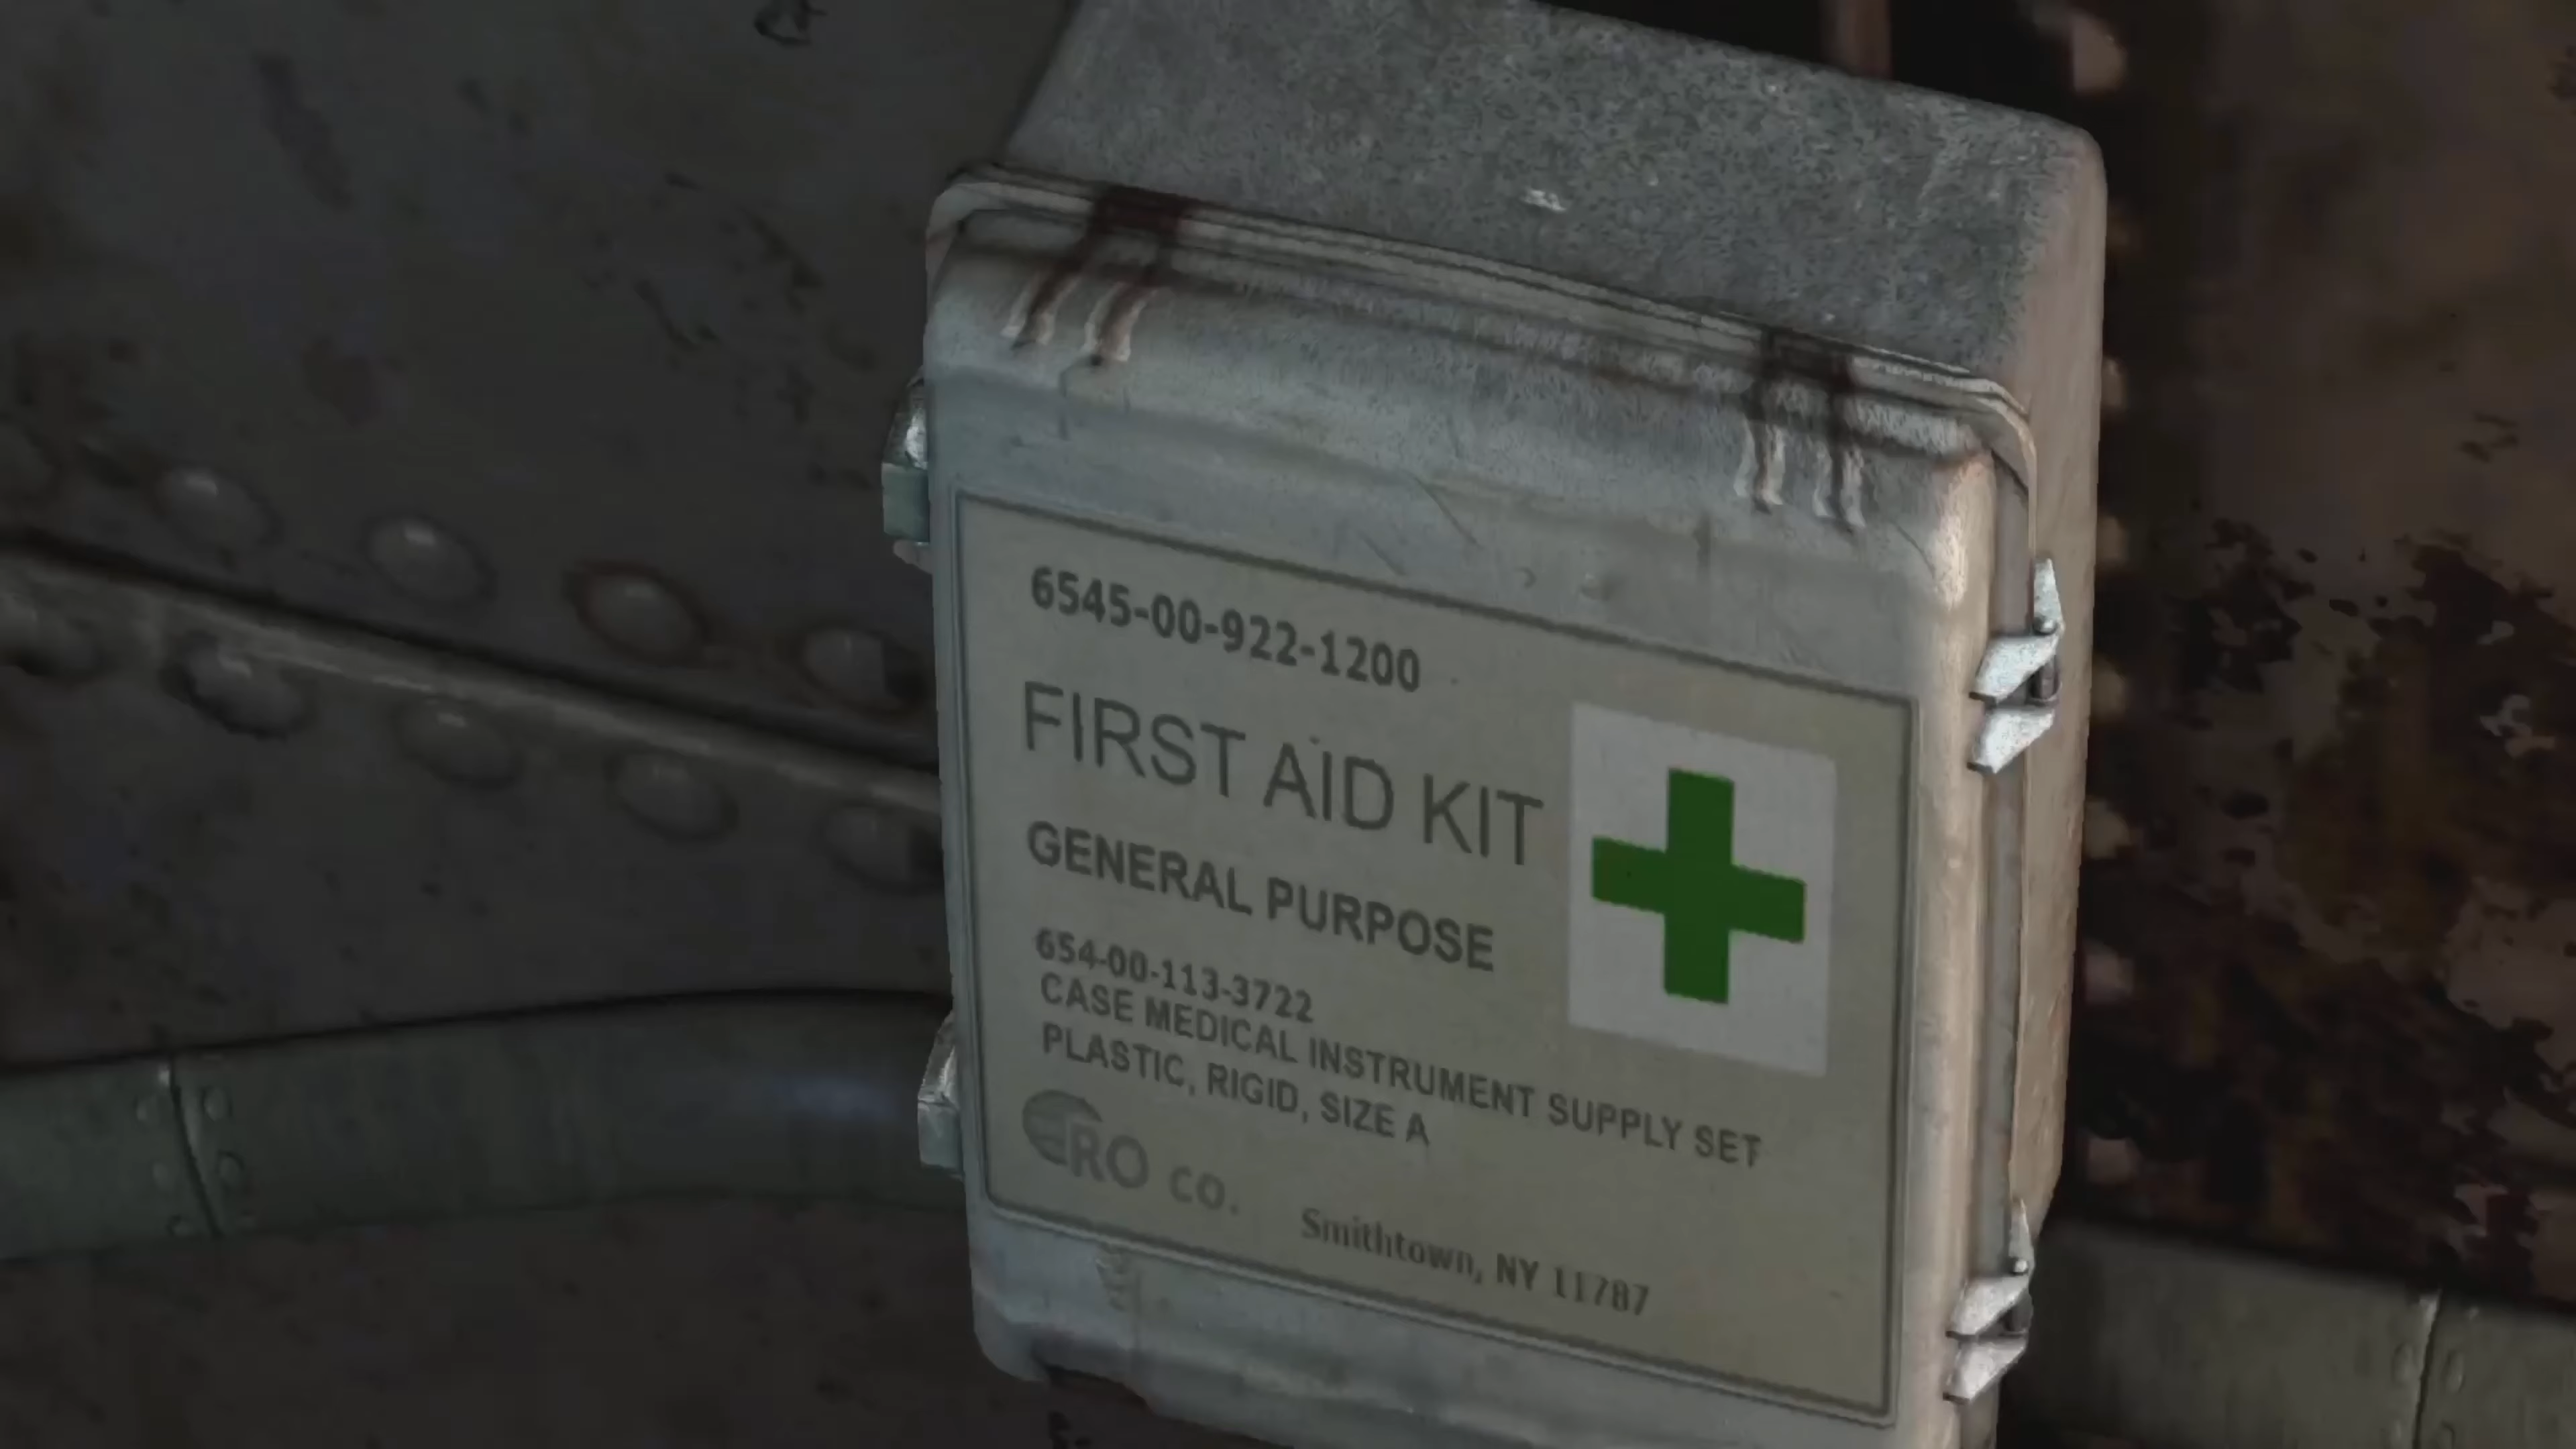 6545-00-922-1200
FIRST AID KIT
GENERAL PURPOSE
654-00-113-3722
CASE MEDICAL INSTRUMENT SUPPLY SET
PLASTIC, RIGID, SIZE A
ERO CO.
Smithtown, NY 11787